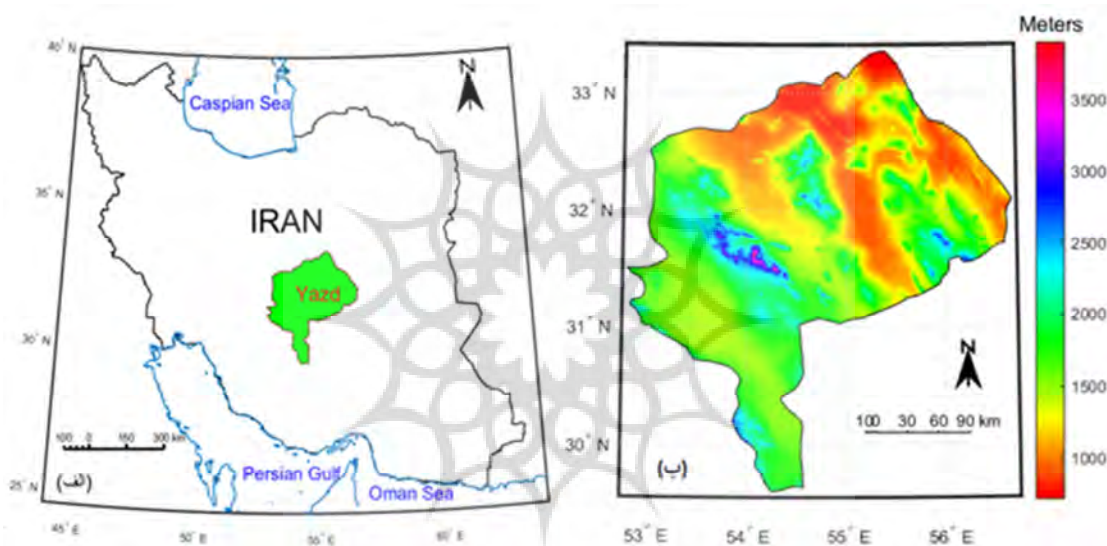 40° N
35° N
30° N
25° N
N
Caspian Sea
IRAN
Yazd
Persian Gulf
Oman Sea
100 0 150 300 km
(الف)
45° E
50° E
55° E
60° E
Meters
33° N
32° N
31° N
30° N
N
100 30 60 90 km
(ب)
53° E
54° E
55° E
56° E
3500
3000
2500
2000
1500
1000